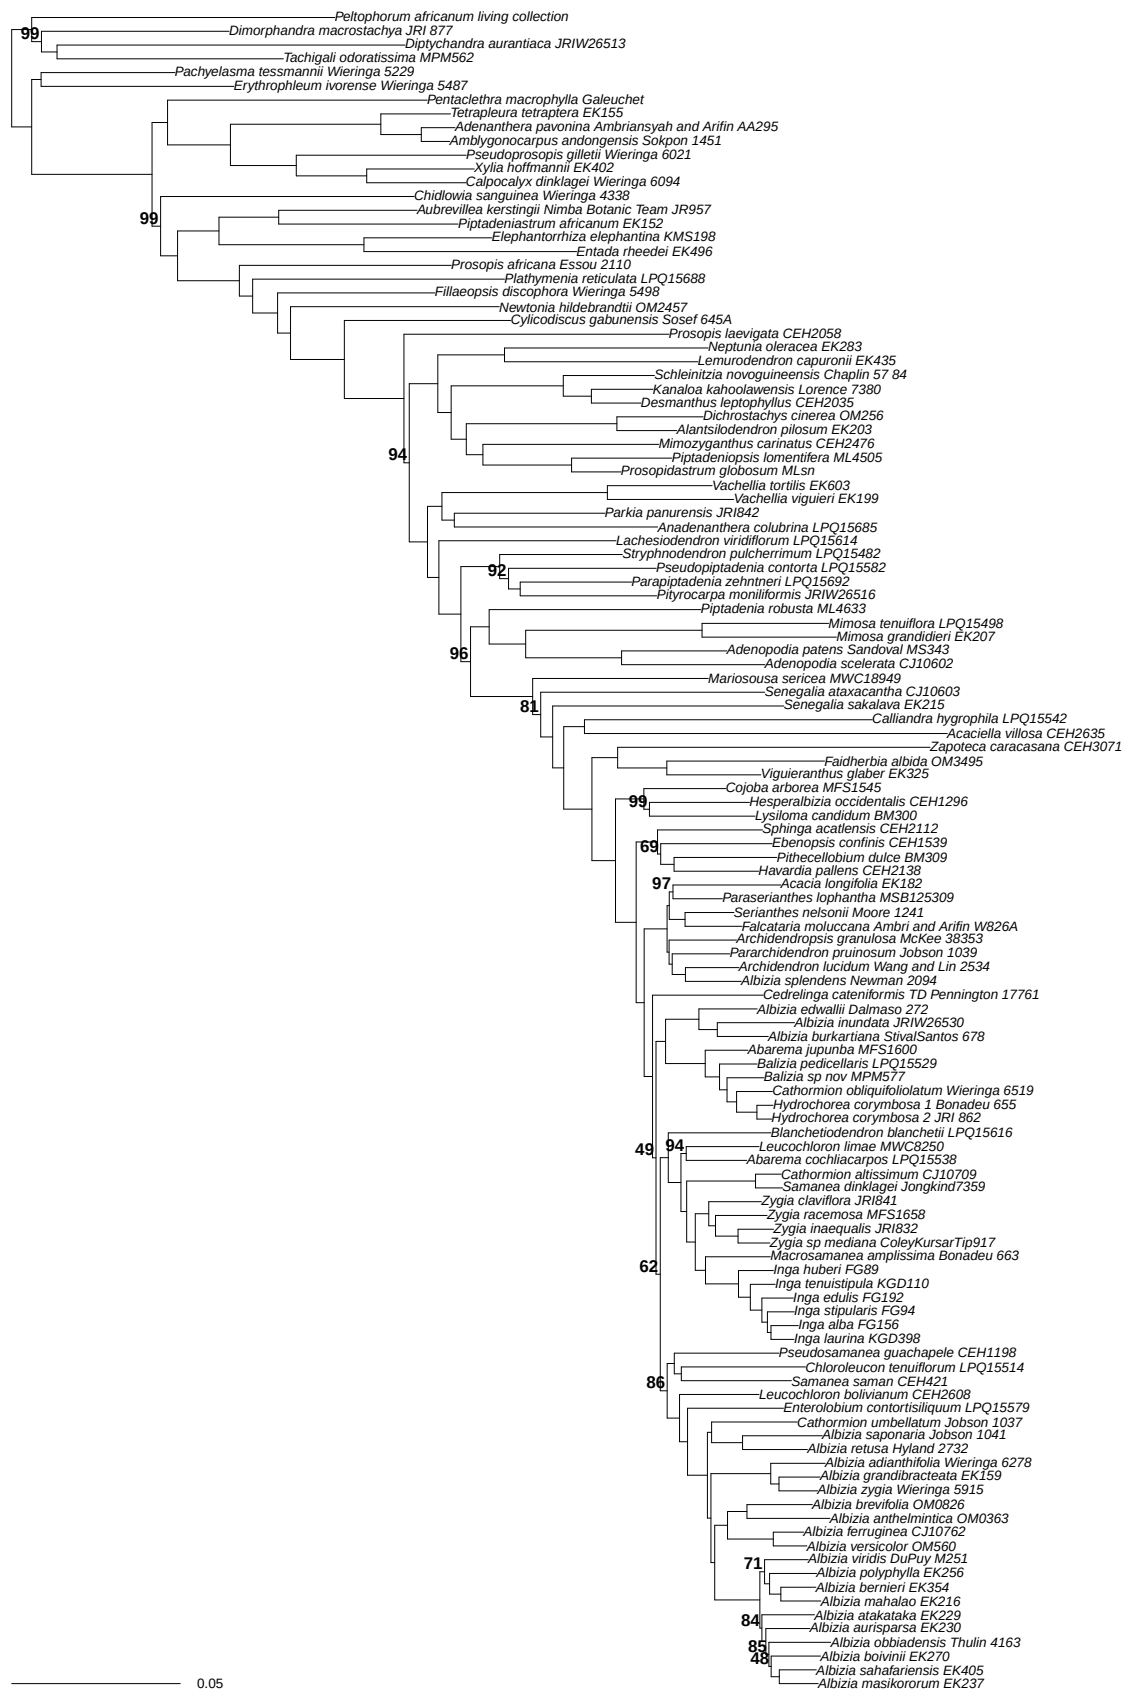 Peltophorum africanum living collection
99
Dimorphandra macrostachya JRI 877
Diptychandra aurantiaca JRIW26513
Tachigali odoratissima MPM562
Pachyelasma tessmannii Wieringa 5229
Erythrophleum ivorense Wieringa 5487
Pentaclethra macrophylla Galeuchet
Tetrapleura tetraptera EK155
Adenanthera pavonina Ambriansyah and Arifin AA295
Amblygonocarpus andongensis Sokpon 1451
Pseudoprosopis gilletii Wieringa 6021
Xylia hoffmannii EK402
Calpocalyx dinklagei Wieringa 6094
Chidlowia sanguinea Wieringa 4338
Aubrevillea kerstingii Nimba Botanic Team JR957
99
Piptadeniastrum africanum EK152
Elephantorrhiza elephantina KMS198
Entada rheedei EK496
Prosopis africana Essou 2110
Plathymenia reticulata LPQ15688
Fillaeopsis discophora Wieringa 5498
Newtonia hildebrandtii OM2457
Cylicodiscus gabunensis Sosef 645A
Prosopis laevigata CEH2058
Neptunia oleracea EK283
Lemurodendron capuronii EK435
Schleinitzia novoguineensis Chaplin 57 84
Kanaloa kahoolawensis Lorence 7380
Desmanthus leptophyllus CEH2035
Dichrostachys cinerea OM256
Alantsilodendron pilosum EK203
Mimozyganthus carinatus CEH2476
94
Piptadeniopsis lomentifera ML4505
Prosopidastrum globosum MLsn
Vachellia tortilis EK603
Vachellia viguieri EK199
Parkia panurensis JRI842
Anadenanthera colubrina LPQ15685
Lachesiodendron viridiflorum LPQ15614
Stryphnodendron pulcherrimum LPQ15482
92
Pseudopiptadenia contorta LPQ15582
Parapiptadenia zehntneri LPQ15692
Pityrocarpa moniliformis JRIW26516
Piptadenia robusta ML4633
Mimosa tenuiflora LPQ15498
Mimosa grandidieri EK207
96
Adenopodia patens Sandoval MS343
Adenopodia scelerata CJ10602
Mariosousa sericea MWC18949
Senegalia ataxacantha CJ10603
81
Senegalia sakalava EK215
Calliandra hygrophila LPQ15542
Acaciella villosa CEH2635
Zapoteca caracasana CEH3071
Faidherbia albida OM3495
Viguieranthus glaber EK325
Cojoba arborea MFS1545
99
Hesperalbizia occidentalis CEH1296
Lysiloma candidum BM300
Sphinga acatlensis CEH2112
69
Ebenopsis confinis CEH1539
Pithecellobium dulce BM309
Havardia pallens CEH2138
97
Acacia longifolia EK182
Paraserianthes lophantha MSB125309
Serianthes nelsonii Moore 1241
Falcataria moluccana Ambri and Arifin W826A
Archidendropsis granulosa McKee 38353
Pararchidendron pruinosum Jobson 1039
Archidendron lucidum Wang and Lin 2534
Albizia splendens Newman 2094
Cedrelinga cateniformis TD Pennington 17761
Albizia edwallii Dalmaso 272
Albizia inundata JRIW26530
Albizia burkartiana StivalSantos 678
Abarema jupunba MFS1600
Balizia pedicellaris LPQ15529
Balizia sp nov MPM577
Cathormion obliquifoliolatum Wieringa 6519
Hydrochorea corymbosa 1 Bonadeu 655
Hydrochorea corymbosa 2 JRI 862
Blanchetiodendron blanchetii LPQ15616
49 94
Leucochloron limae MWC8250
Abarema cochliacarpos LPQ15538
Cathormion altissimum CJ10709
Samanea dinklagei Jongkind7359
Zygia claviflora JRI841
Zygia racemosa MFS1658
Zygia inaequalis JRI832
Zygia sp mediana ColeyKursarTip917
Macrosamanea amplissima Bonadeu 663
62
Inga huberi FG89
Inga tenuistipula KGD110
Inga edulis FG192
Inga stipularis FG94
Inga alba FG156
Inga laurina KGD398
Pseudosamanea guachapele CEH1198
Chloroleucon tenuiflorum LPQ15514
86
Samanea saman CEH421
Leucochloron bolivianum CEH2608
Enterolobium contortisiliquum LPQ15579
Cathormion umbellatum Jobson 1037
Albizia saponaria Jobson 1041
Albizia retusa Hyland 2732
Albizia adianthifolia Wieringa 6278
Albizia grandibracteata EK159
Albizia zygia Wieringa 5915
Albizia brevifolia OM0826
Albizia anthelmintica OM0363
Albizia ferruginea CJ10762
Albizia versicolor OM560
71
Albizia viridis DuPuy M251
Albizia polyphylla EK256
Albizia bernieri EK354
Albizia mahalao EK216
84
Albizia atakataka EK229
Albizia aurisparsa EK230
85
Albizia obbiadensis Thulin 4163
48
Albizia boivinii EK270
Albizia sahafariensis EK405
Albizia masikororum EK237
0.05